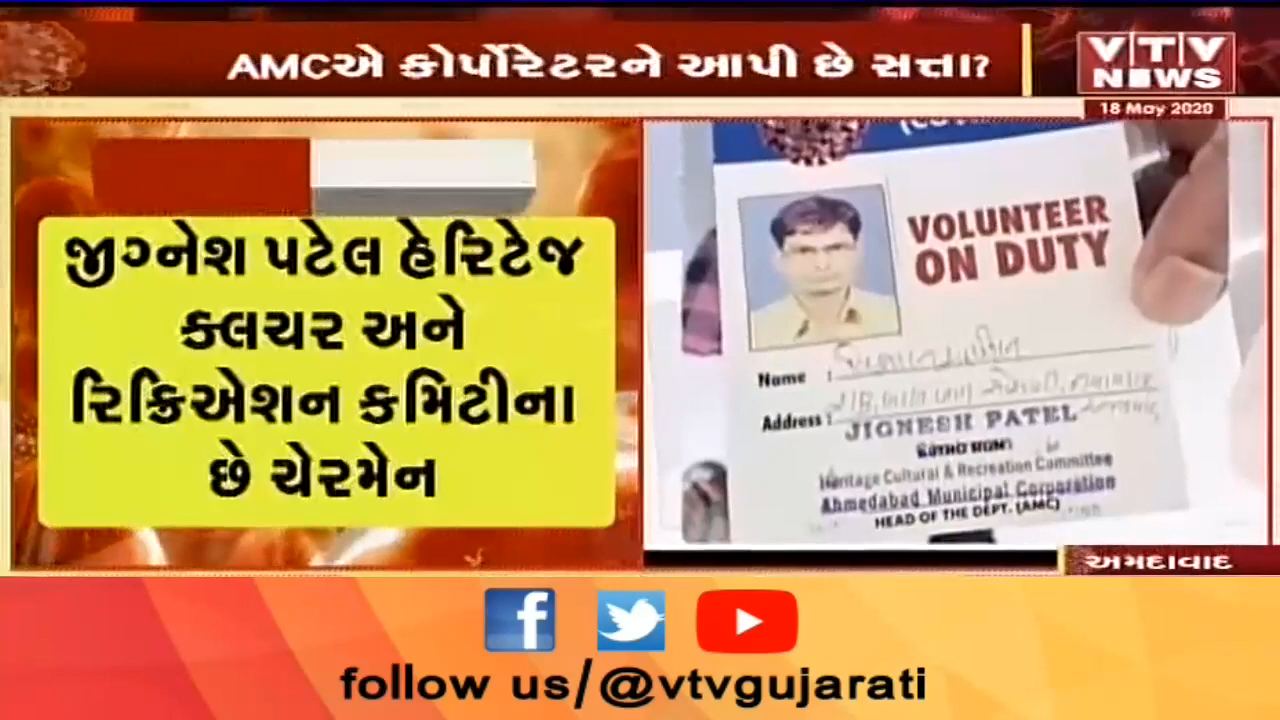 AMCએ કોર્પોરેટરને આપી છે સત્તા?
VTV
NEWS
18 May 2020
જીગ્નેશ પટેલ હેરિટેજ
ક્લચર અને
રિક્રિએશન કમિટીના
છે ચેરમેન
VOLUNTEER
ON DUTY
Name :
Address :
JIGNESH PATEL
Heritage Cultural & Recreation Committee
Ahmedabad Municipal Corporation
HEAD OF THE DEPT. (AMC)
અમદાવાદ
follow us/@vtvgujarati